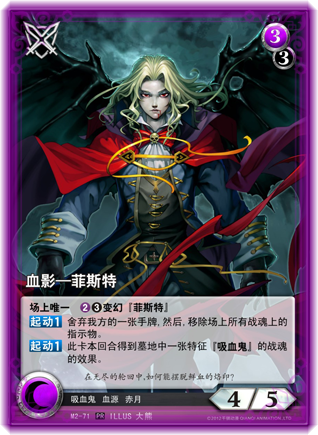 3
3
血影—菲斯特
场上唯一 2 3 变幻『菲斯特』
起动1 舍弃我方的一张手牌,然后,移除场上所有战魂上的
指示物。
起动1 此卡本回合得到墓地中一张特征『吸血鬼』的战魂
的效果。
在无尽的轮回中,如何能摆脱鲜血的烙印?
吸血鬼 血源 赤月
M2-71 PR ILLUS 大熊
4/5